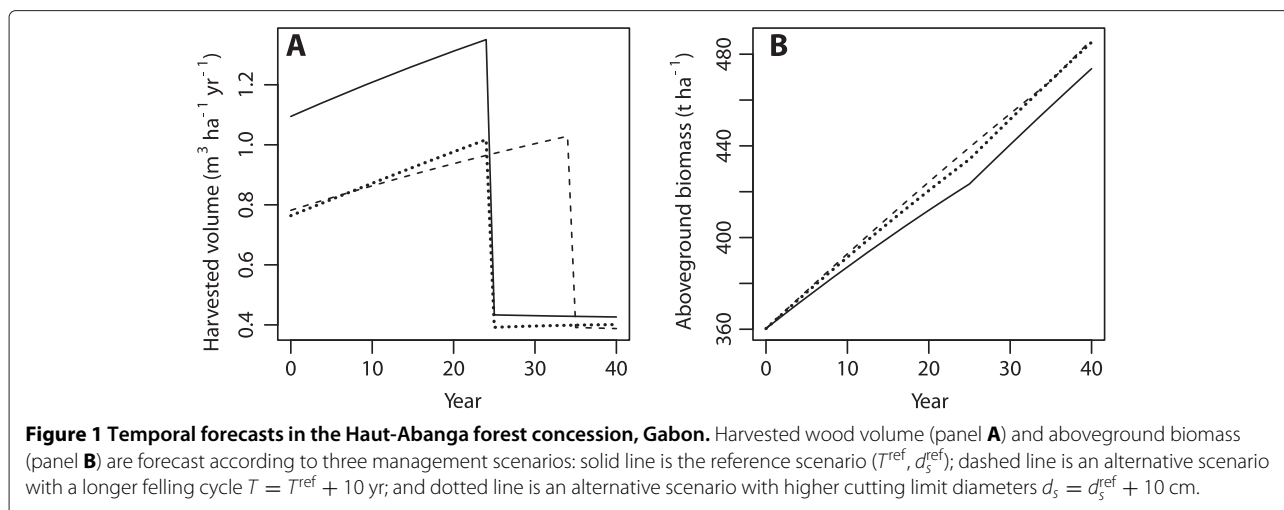 A
Harvested volume (m³ ha⁻¹ yr⁻¹)
1.2
1.0
0.8
0.6
0.4
0 10 20 30 40
Year
B
Aboveground biomass (t ha⁻¹)
480
440
400
360
0 10 20 30 40
Year
Figure 1 Temporal forecasts in the Haut-Abanga forest concession, Gabon. Harvested wood volume (panel A) and aboveground biomass
(panel B) are forecast according to three management scenarios: solid line is the reference scenario (Tʳᵉᶠ, dₛʳᵉᶠ); dashed line is an alternative scenario
with a longer felling cycle T = Tʳᵉᶠ + 10 yr; and dotted line is an alternative scenario with higher cutting limit diameters dₛ = dₛʳᵉᶠ + 10 cm.